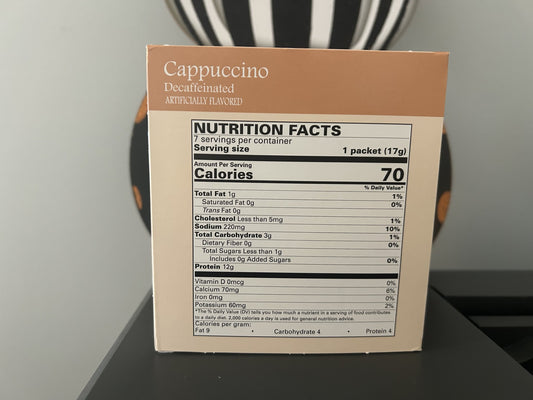 Cappuccino
Decaffeinated
ARTIFICIALLY FLAVORED
NUTRITION FACTS
7 servings per container
Serving size 1 packet (17g)
Amount Per Serving
Calories 70
% Daily Value*
Total Fat 1g 1%
Saturated Fat 0g 0%
Trans Fat 0g
Cholesterol Less than 5mg 1%
Sodium 220mg 10%
Total Carbohydrate 3g 1%
Dietary Fiber 0g 0%
Total Sugars Less than 1g
Includes 0g Added Sugars 0%
Protein 12g
Vitamin D 0mcg 0%
Calcium 70mg 6%
Iron 0mg 0%
Potassium 60mg 2%
*The % Daily Value (DV) tells you how much a nutrient in a serving of food contributes
to a daily diet. 2,000 calories a day is used for general nutrition advice.
Calories per gram:
Fat 9 • Carbohydrate 4 • Protein 4